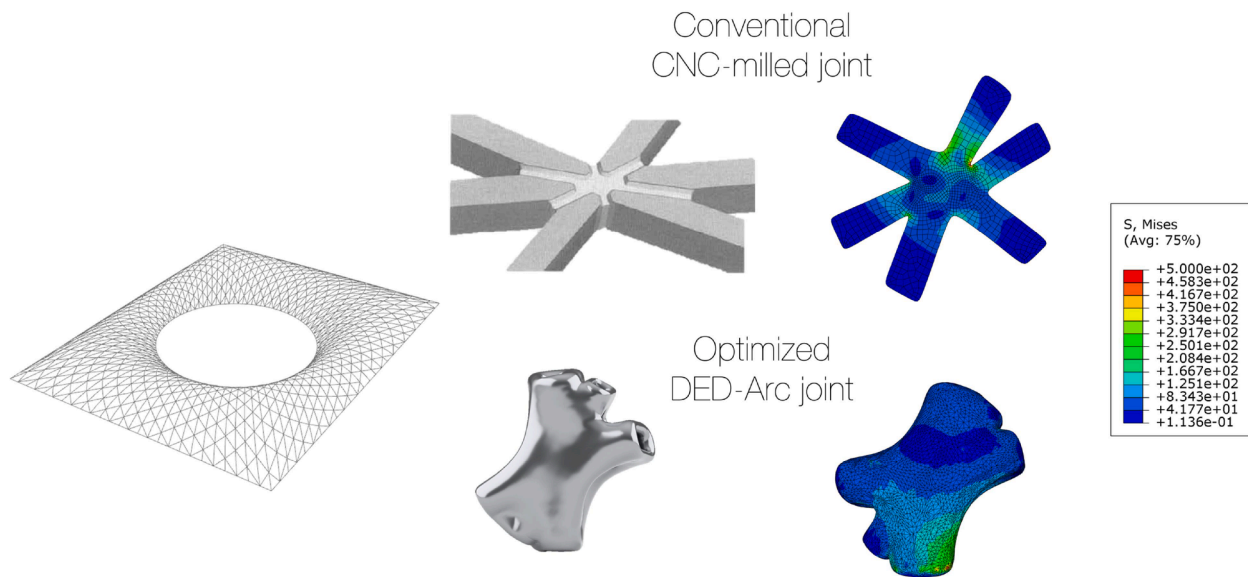 Conventional
CNC-milled joint
S, Mises
(Avg: 75%)
+5.000e+02
+4.583e+02
+4.167e+02
+3.750e+02
+3.334e+02
+2.917e+02
+2.501e+02
+2.084e+02
+1.667e+02
+1.251e+02
+8.343e+01
+4.177e+01
+1.136e-01
Optimized
DED-Arc joint